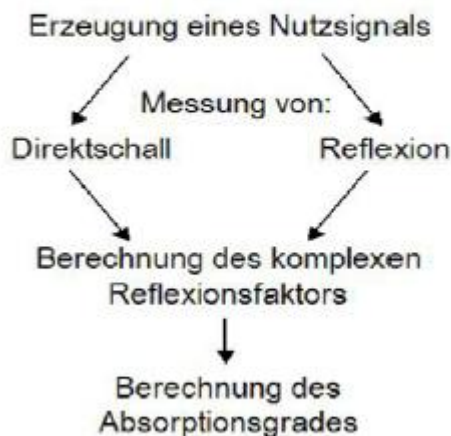 Erzeugung eines Nutzsignals
Messung von:
Direktschall Reflexion
Berechnung des komplexen
Reflexionsfaktors
Berechnung des
Absorptionsgrades